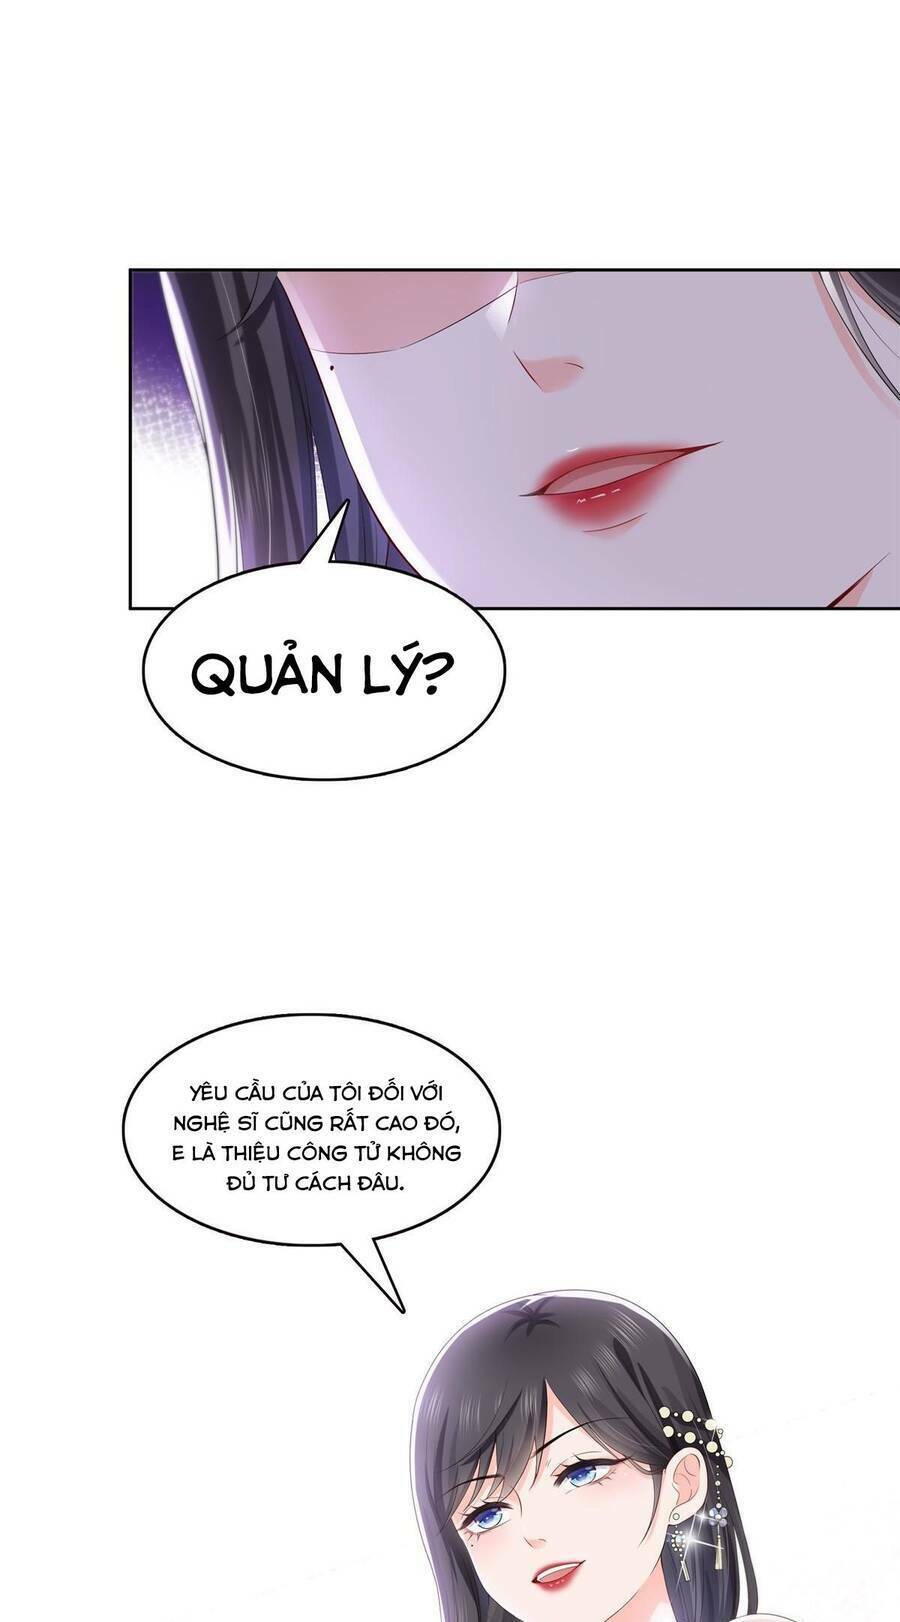 QUẢN LÝ?
YÊU CẦU CỦA TÔI ĐỐI VỚI
NGHỆ SĨ CŨNG RẤT CAO ĐÓ,
E LÀ THIỆU CÔNG TỬ KHÔNG
ĐỦ TƯ CÁCH ĐÂU.